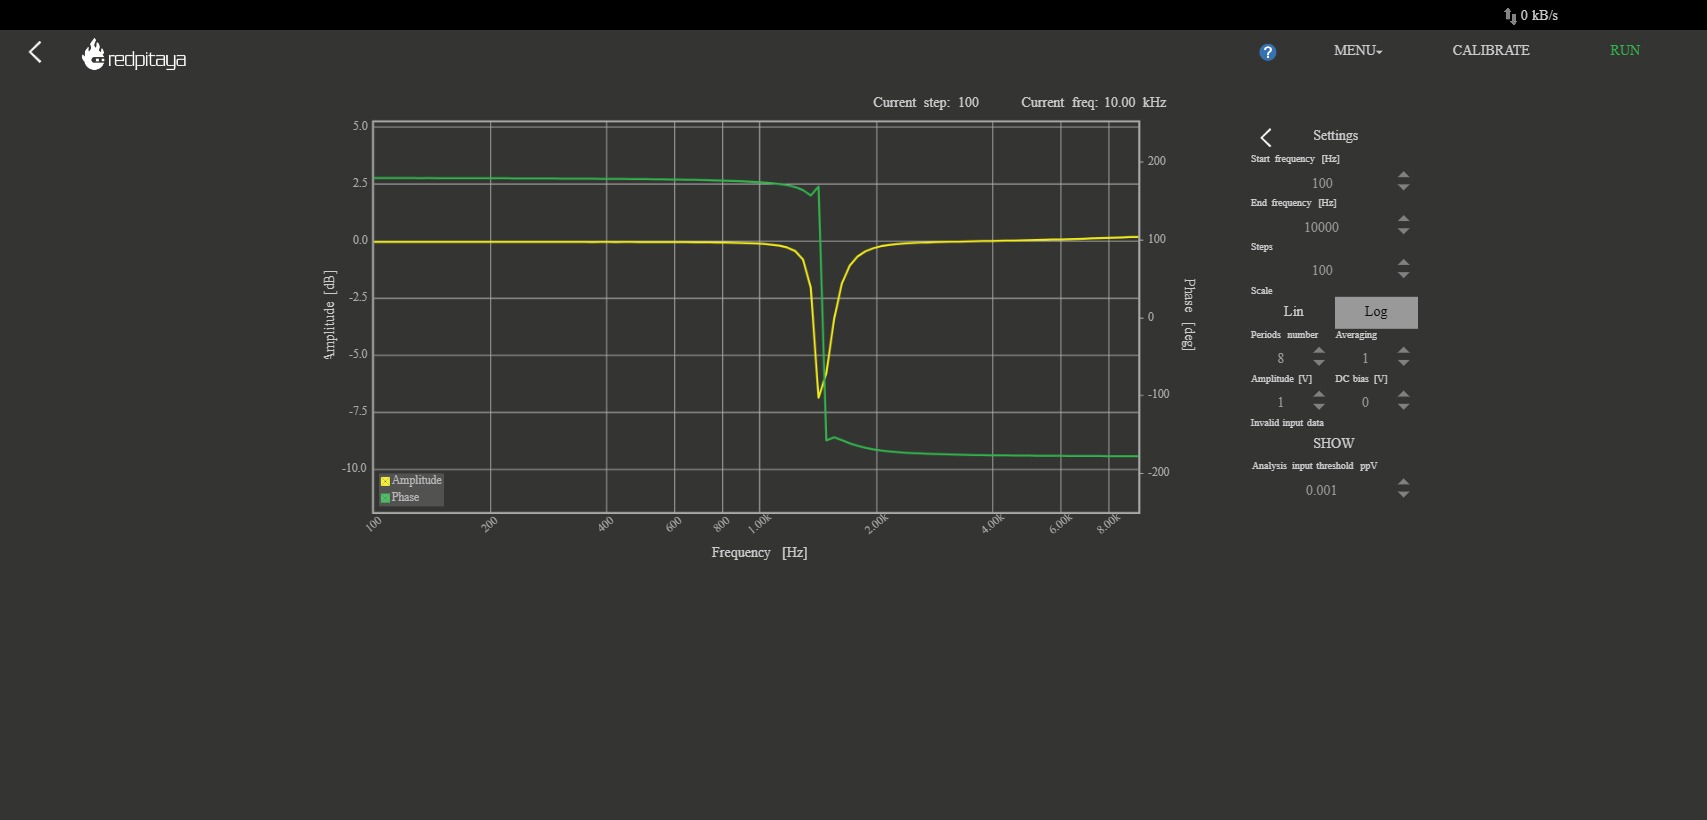 0 kB/s
redpitaya
?
MENU
CALIBRATE
RUN
Current step: 100
Current freq: 10.00 kHz
5.0
2.5
0.0
-2.5
-5.0
-7.5
-10.0
Amplitude [dB]
200
100
0
-100
-200
Phase [deg]
Amplitude
Phase
100
200
400
600
800
1.00k
2.00k
4.00k
6.00k
8.00k
Frequency [Hz]
Settings
Start frequency [Hz]
100
End frequency [Hz]
10000
Steps
100
Scale
Lin Log
Periods number Averaging
8 1
Amplitude [V] DC bias [V]
1 0
Invalid input data
SHOW
Analysis input threshold ppV
0.001